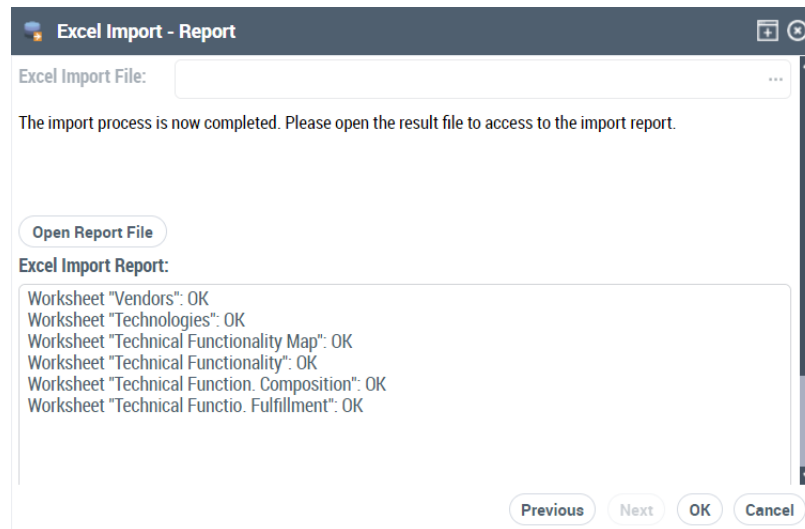 Excel Import - Report
Excel Import File:
...
The import process is now completed. Please open the result file to access to the import report.
Open Report File
Excel Import Report:
Worksheet "Vendors": OK
Worksheet "Technologies": OK
Worksheet "Technical Functionality Map": OK
Worksheet "Technical Functionality": OK
Worksheet "Technical Function. Composition": OK
Worksheet "Technical Functio. Fulfillment": OK
Previous Next OK Cancel